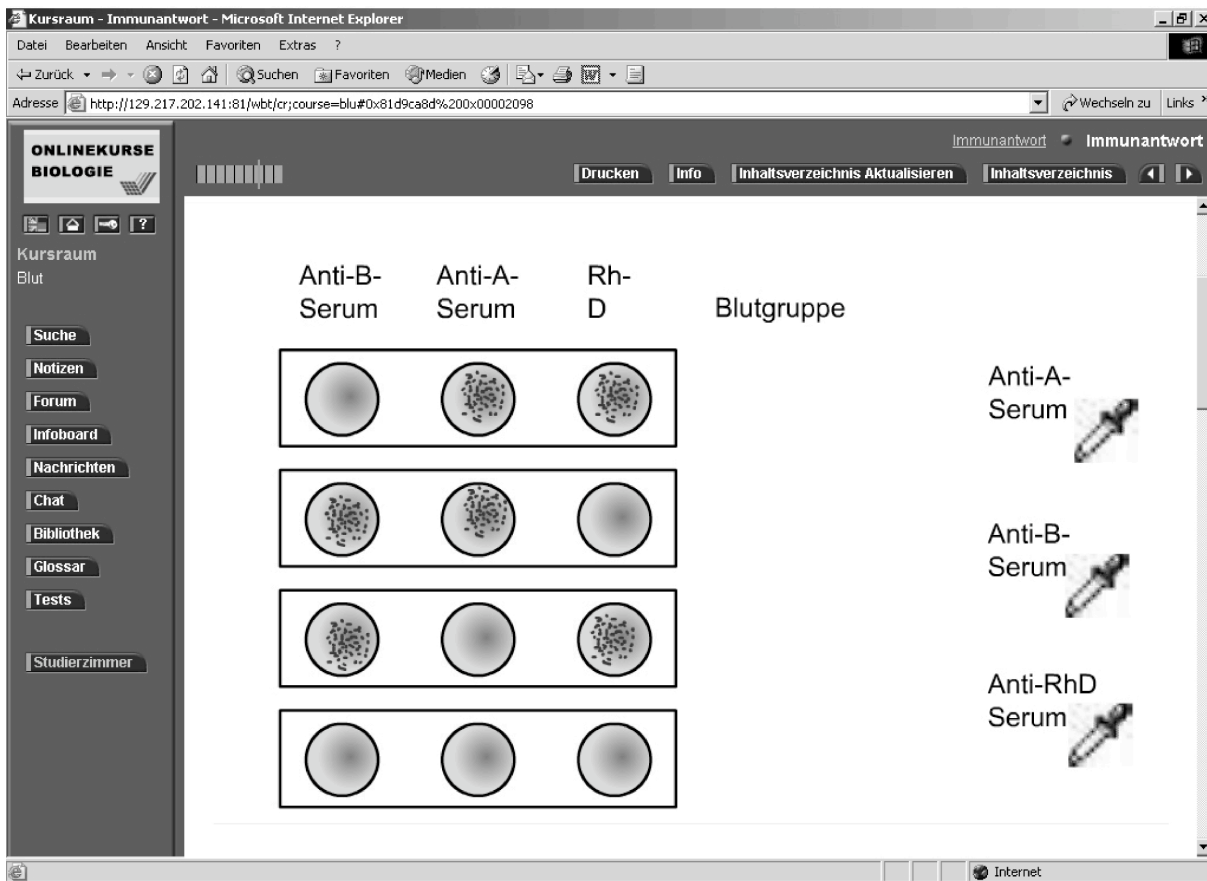 Kursraum - Immunantwort - Microsoft Internet Explorer
Datei Bearbeiten Ansicht Favoriten Extras ?
Zurück Suchen Favoriten Medien
Adresse http://129.217.202.141:81/wbt/cr;course=blu#0x81d9ca8d%200x00002098 Wechseln zu Links
ONLINEKURSE
BIOLOGIE
Immunantwort Immunantwort
Drucken Info Inhaltsverzeichnis Aktualisieren Inhaltsverzeichnis
?
Kursraum
Blut
Suche
Notizen
Forum
Infoboard
Nachrichten
Chat
Bibliothek
Glossar
Tests
Studierzimmer
Anti-B- Anti-A- Rh-
Serum Serum D Blutgruppe
Anti-A-
Serum
Anti-B-
Serum
Anti-RhD
Serum
Internet